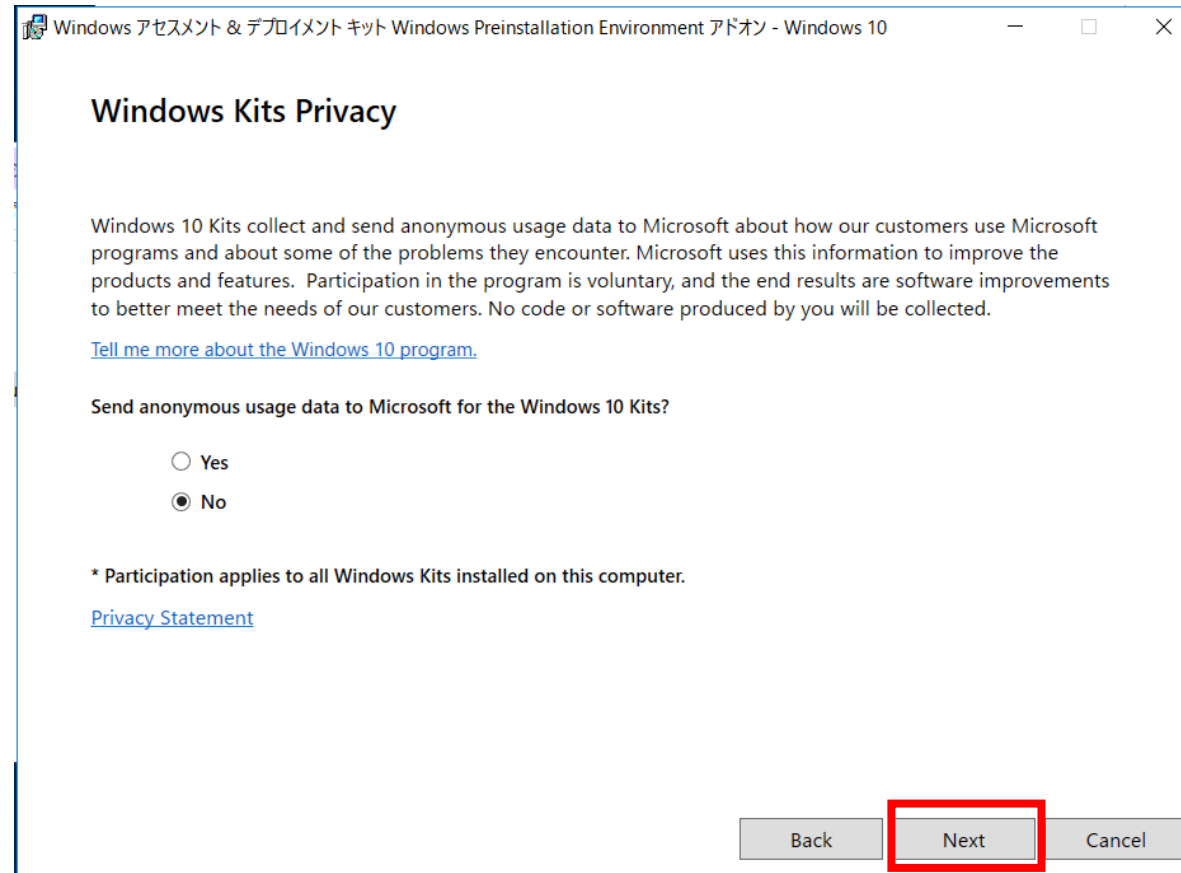 Windows アセスメント & デプロイメント キット Windows Preinstallation Environment アドオン - Windows 10
Windows Kits Privacy
Windows 10 Kits collect and send anonymous usage data to Microsoft about how our customers use Microsoft
programs and about some of the problems they encounter. Microsoft uses this information to improve the
products and features.  Participation in the program is voluntary, and the end results are software improvements
to better meet the needs of our customers. No code or software produced by you will be collected.
Tell me more about the Windows 10 program.
Send anonymous usage data to Microsoft for the Windows 10 Kits?
Yes
No
* Participation applies to all Windows Kits installed on this computer.
Privacy Statement
Back Next Cancel